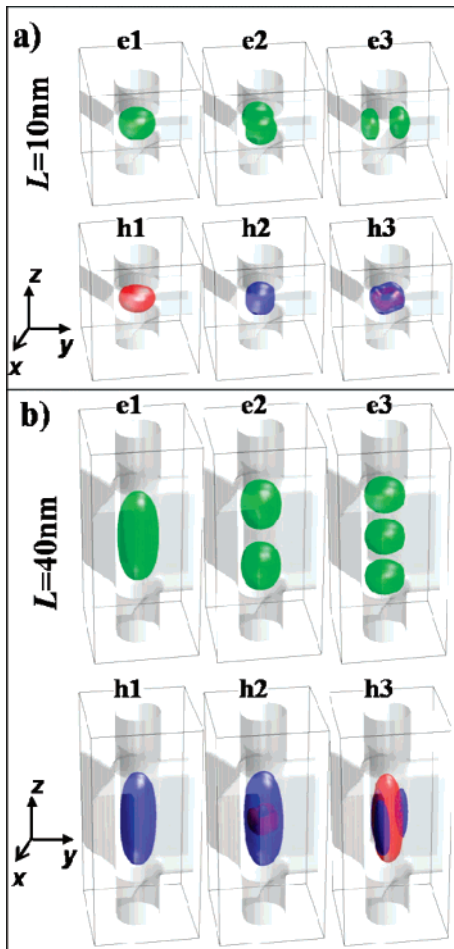 a)
e1 e2 e3
L=10nm
h1 h2 h3
z
y
x
b)
e1 e2 e3
L=40nm
h1 h2 h3
z
y
x